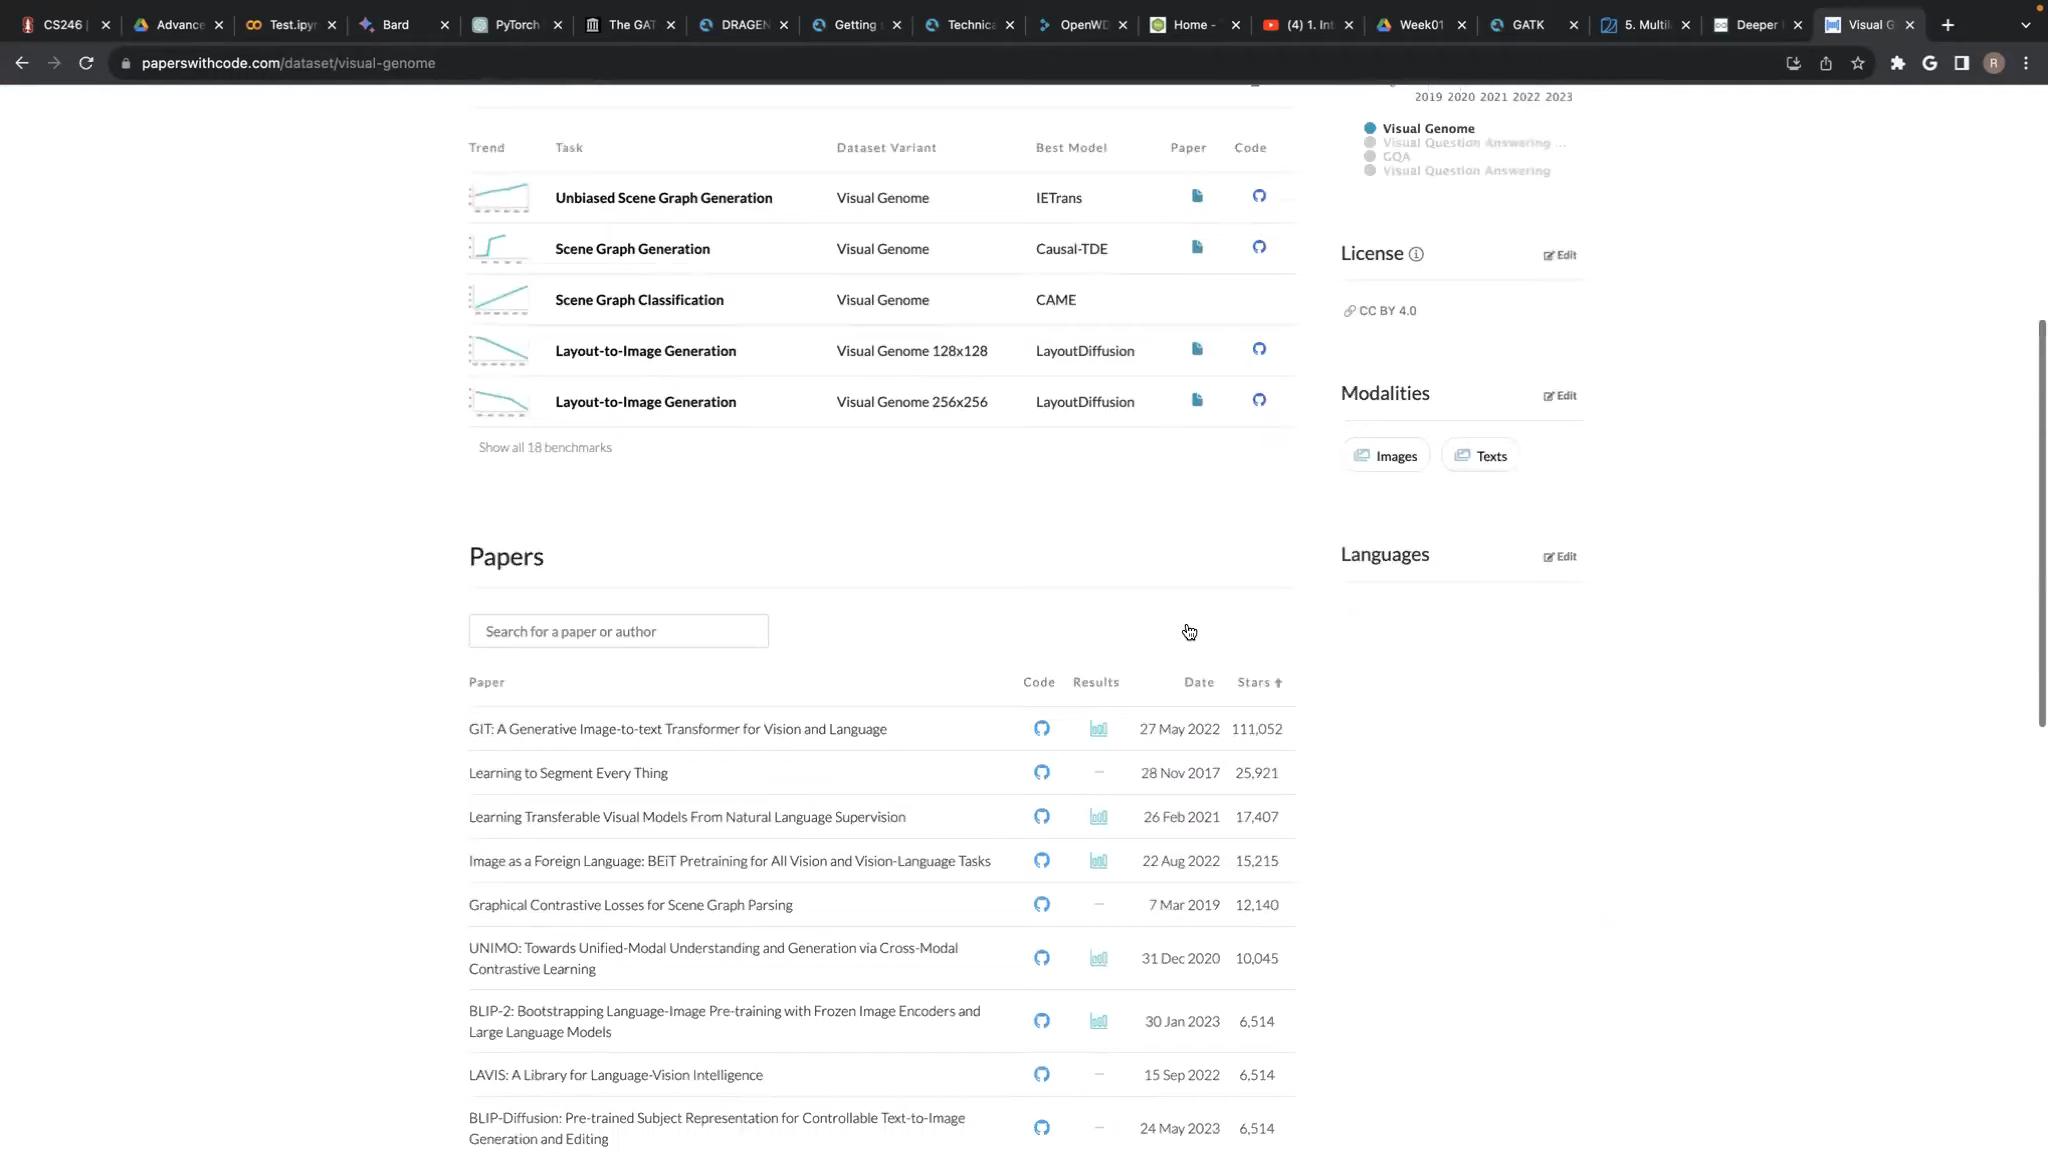 CS246
Advance
Test.ipyn
Bard
PyTorch
The GAT
DRAGEN
Getting
Technica
OpenWD
Home -
(4) 1. Int
Week01
GATK
5. Multil
Deeper
Visual G
paperswithcode.com/dataset/visual-genome
R
2019 2020 2021 2022 2023
Visual Genome
Visual Question Answering ...
GQA
Visual Question Answering
Trend Task Dataset Variant Best Model Paper Code
Unbiased Scene Graph Generation Visual Genome IETrans
Scene Graph Generation Visual Genome Causal-TDE
Scene Graph Classification Visual Genome CAME
Layout-to-Image Generation Visual Genome 128x128 LayoutDiffusion
Layout-to-Image Generation Visual Genome 256x256 LayoutDiffusion
Show all 18 benchmarks
License Edit
CC BY 4.0
Modalities Edit
Images Texts
Languages Edit
Papers
Search for a paper or author
Paper Code Results Date Stars
GIT: A Generative Image-to-text Transformer for Vision and Language 27 May 2022 111,052
Learning to Segment Every Thing – 28 Nov 2017 25,921
Learning Transferable Visual Models From Natural Language Supervision 26 Feb 2021 17,407
Image as a Foreign Language: BEiT Pretraining for All Vision and Vision-Language Tasks 22 Aug 2022 15,215
Graphical Contrastive Losses for Scene Graph Parsing – 7 Mar 2019 12,140
UNIMO: Towards Unified-Modal Understanding and Generation via Cross-Modal
Contrastive Learning 31 Dec 2020 10,045
BLIP-2: Bootstrapping Language-Image Pre-training with Frozen Image Encoders and
Large Language Models 30 Jan 2023 6,514
LAVIS: A Library for Language-Vision Intelligence – 15 Sep 2022 6,514
BLIP-Diffusion: Pre-trained Subject Representation for Controllable Text-to-Image
Generation and Editing – 24 May 2023 6,514